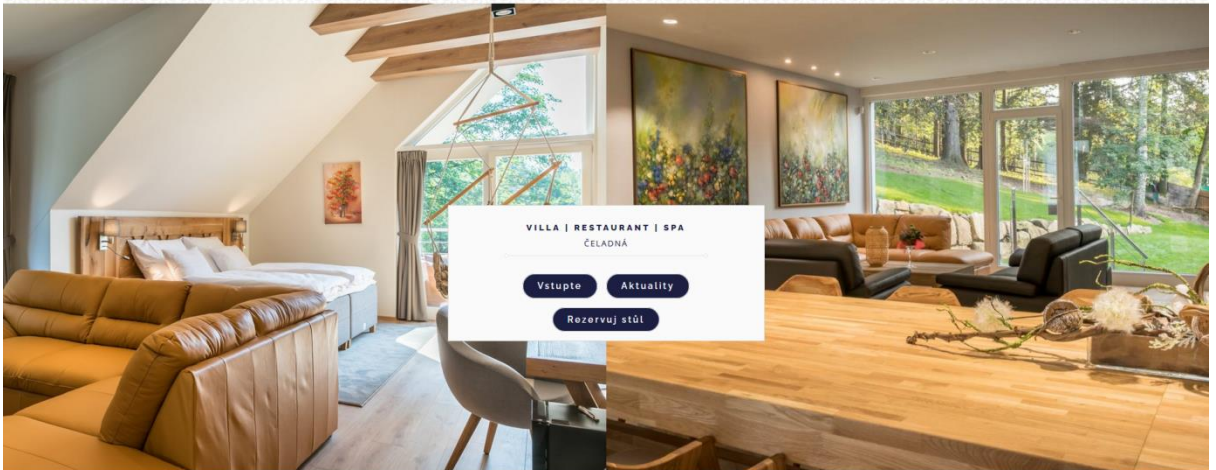 VILLA | RESTAURANT | SPA
ČELADNÁ
Vstupte Aktuality
Rezervuj stůl